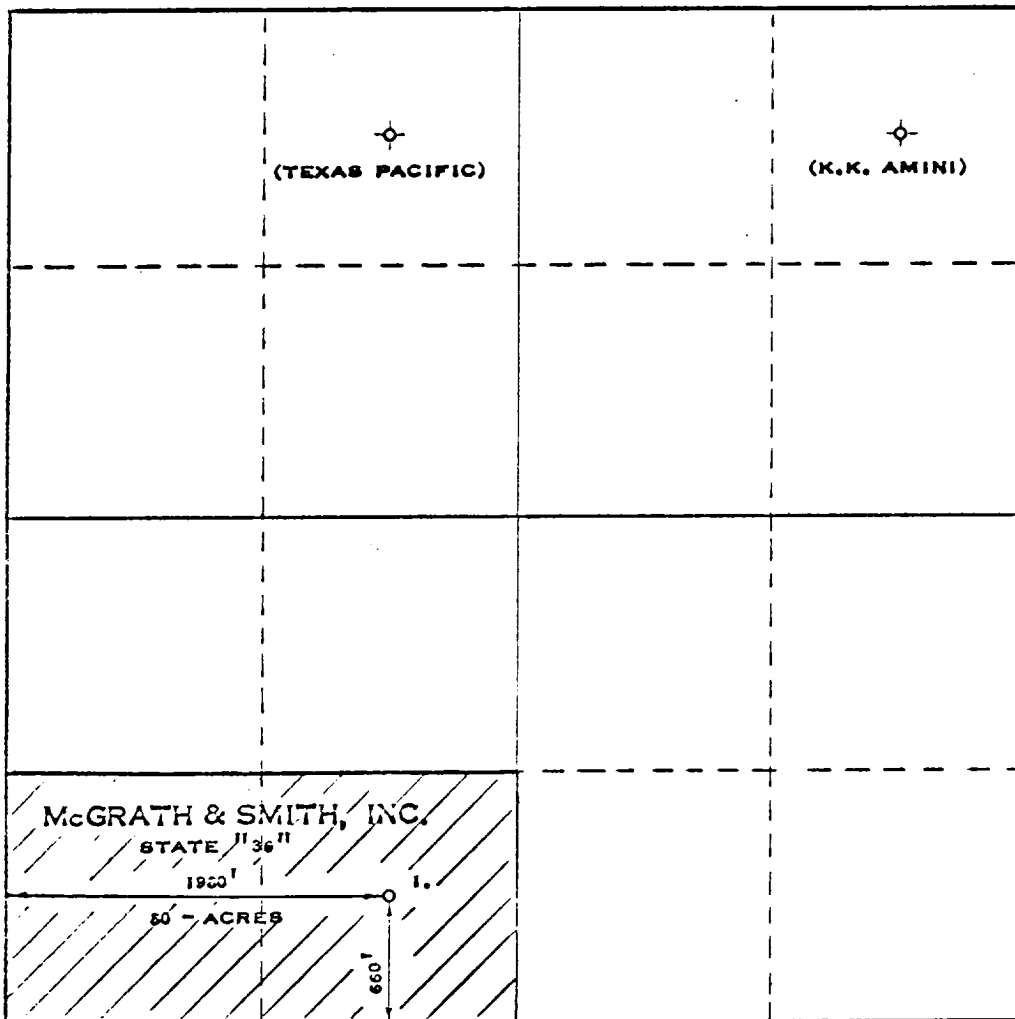 (TEXAS PACIFIC)
(K.K. AMINI)
McGRATH & SMITH, INC.
STATE "36"
1980'
1.
80 - ACRES
660'